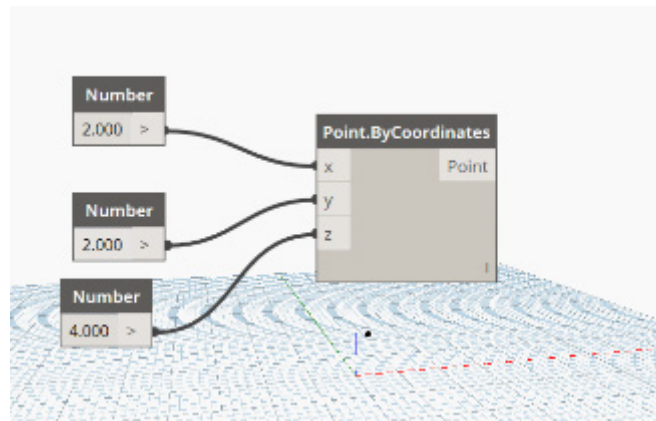 Number
2.000 >
Point.ByCoordinates
x
Point
y
z
Number
2.000 >
Number
4.000 >